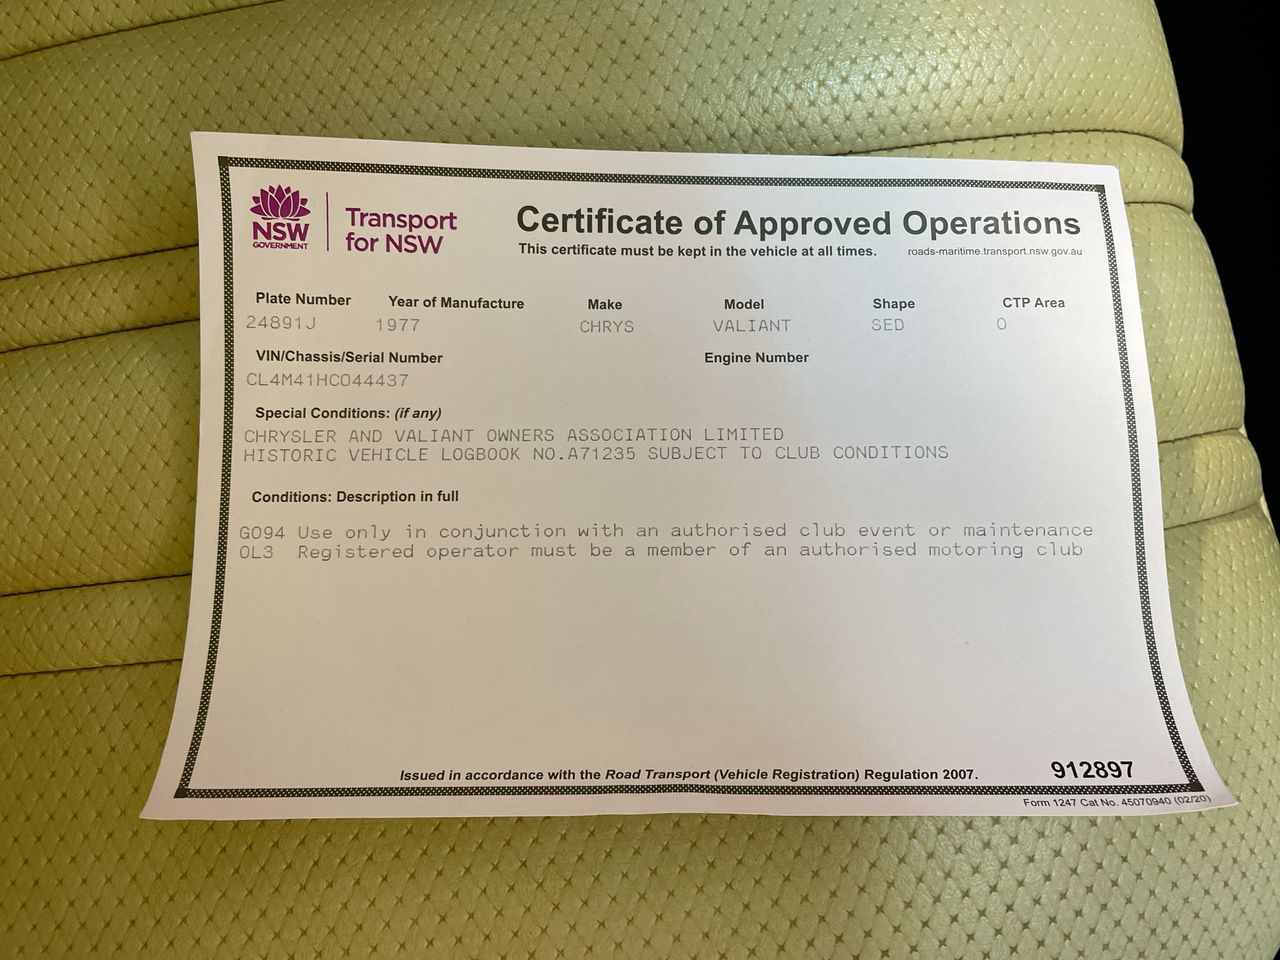 NSW
GOVERNMENT
Transport
for NSW
Certificate of Approved Operations
This certificate must be kept in the vehicle at all times. roads-maritime.transport.nsw.gov.au
Plate Number Year of Manufacture Make Model Shape CTP Area
24891J 1977 CHRYS VALIANT SED O
VIN/Chassis/Serial Number Engine Number
CL4M41HC044437
Special Conditions: (if any)
CHRYSLER AND VALIANT OWNERS ASSOCIATION LIMITED
HISTORIC VEHICLE LOGBOOK NO.A71235 SUBJECT TO CLUB CONDITIONS
Conditions: Description in full
G094 Use only in conjunction with an authorised club event or maintenance
OL3 Registered operator must be a member of an authorised motoring club
Issued in accordance with the Road Transport (Vehicle Registration) Regulation 2007. 912897
Form 1247 Cat No. 45070940 (02/20)